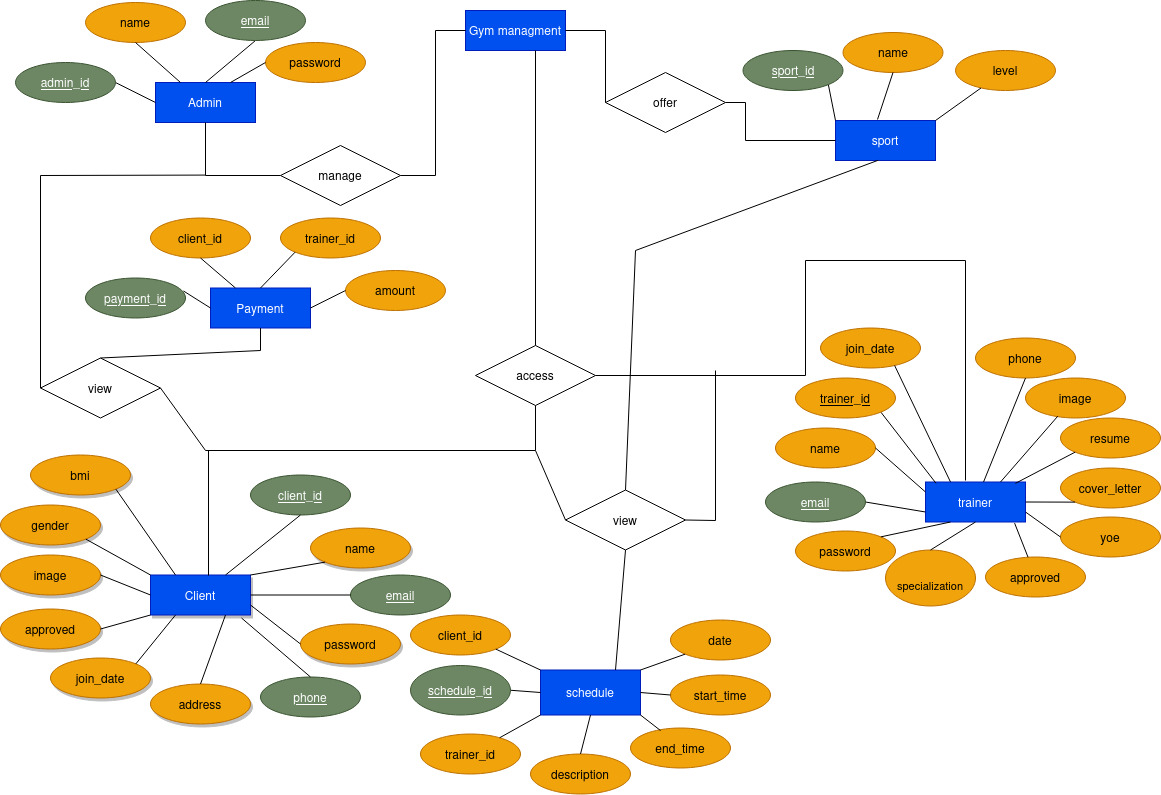 name
email
Gym managment
password
admin_id
Admin
sport_id
name
level
offer
sport
manage
client_id
trainer_id
payment_id
amount
Payment
view
access
join_date
phone
trainer_id
image
name
resume
email
cover_letter
trainer
password
yoe
specialization
approved
bmi
client_id
gender
name
image
Client
email
approved
password
join_date
address
phone
view
client_id
date
schedule_id
schedule
start_time
trainer_id
end_time
description